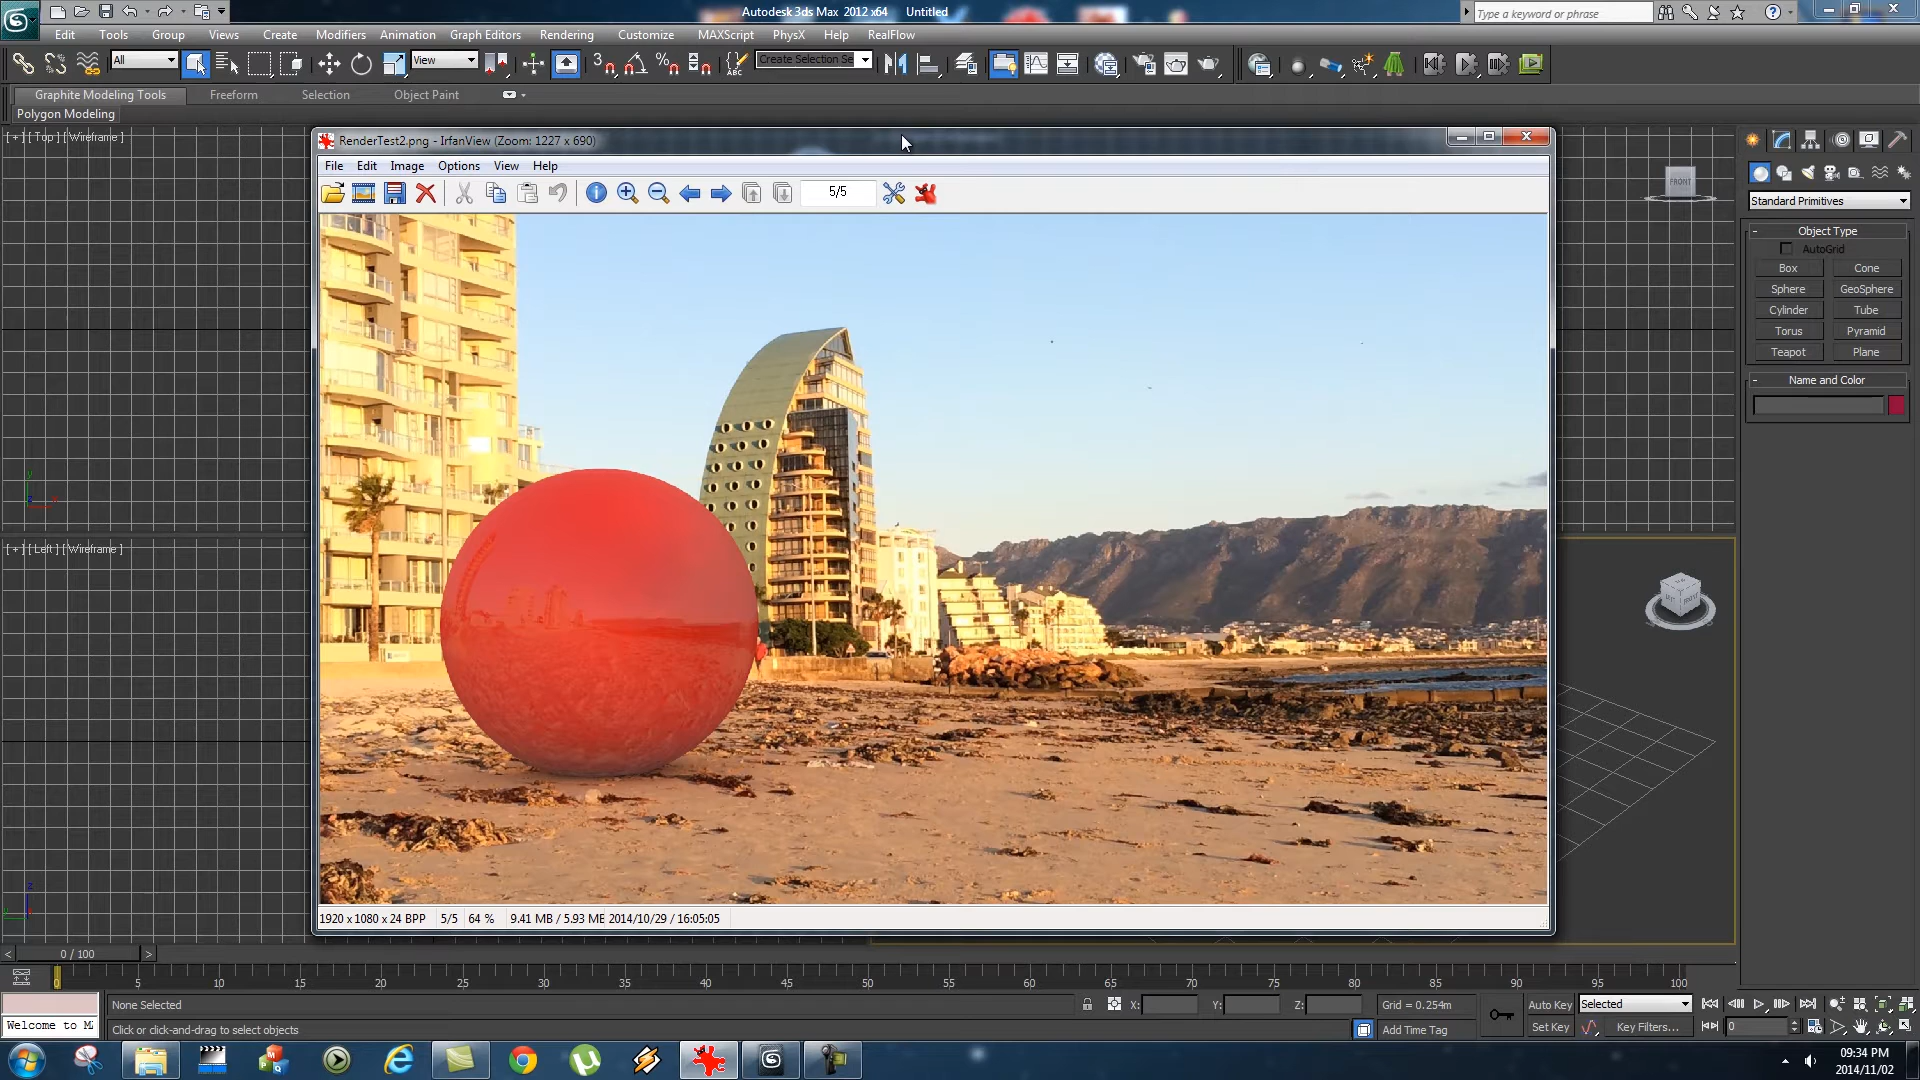 Autodesk 3ds Max 2012 x64 Untitled
Type a keyword or phrase
Edit Tools Group Views Create Modifiers Animation Graph Editors Rendering Customize MAXScript PhysX Help RealFlow
All View 3 Create Selection Se
Graphite Modeling Tools Freeform Selection Object Paint
Polygon Modeling
[ + ] [ Top ] [ Wireframe ]
RenderTest2.png - IrfanView (Zoom: 1227 x 690)
File Edit Image Options View Help
5/5
FRONT
Standard Primitives
- Object Type
AutoGrid
Box Cone
Sphere GeoSphere
Cylinder Tube
Torus Pyramid
Teapot Plane
- Name and Color
[ + ] [ Left ] [ Wireframe ]
1920 x 1080 x 24 BPP 5/5 64 % 9.41 MB / 5.93 ME 2014/10/29 / 16:05:05
< 0 / 100 >
0 5 10 15 20 25 30 35 40 45 50 55 60 65 70 75 80 85 90 95 100
None Selected X: Y: Z: Grid = 0.254m Auto Key Selected
Welcome to M Click or click-and-drag to select objects Add Time Tag Set Key Key Filters... 0
09:34 PM
2014/11/02